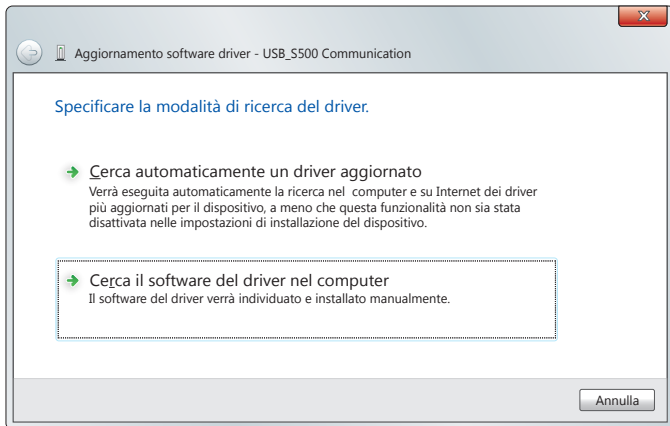 X
Aggiornamento software driver - USB_S500 Communication
Specificare la modalità di ricerca del driver.
Cerca automaticamente un driver aggiornato
Verrà eseguita automaticamente la ricerca nel computer e su Internet dei driver
più aggiornati per il dispositivo, a meno che questa funzionalità non sia stata
disattivata nelle impostazioni di installazione del dispositivo.
Cerca il software del driver nel computer
Il software del driver verrà individuato e installato manualmente.
Annulla